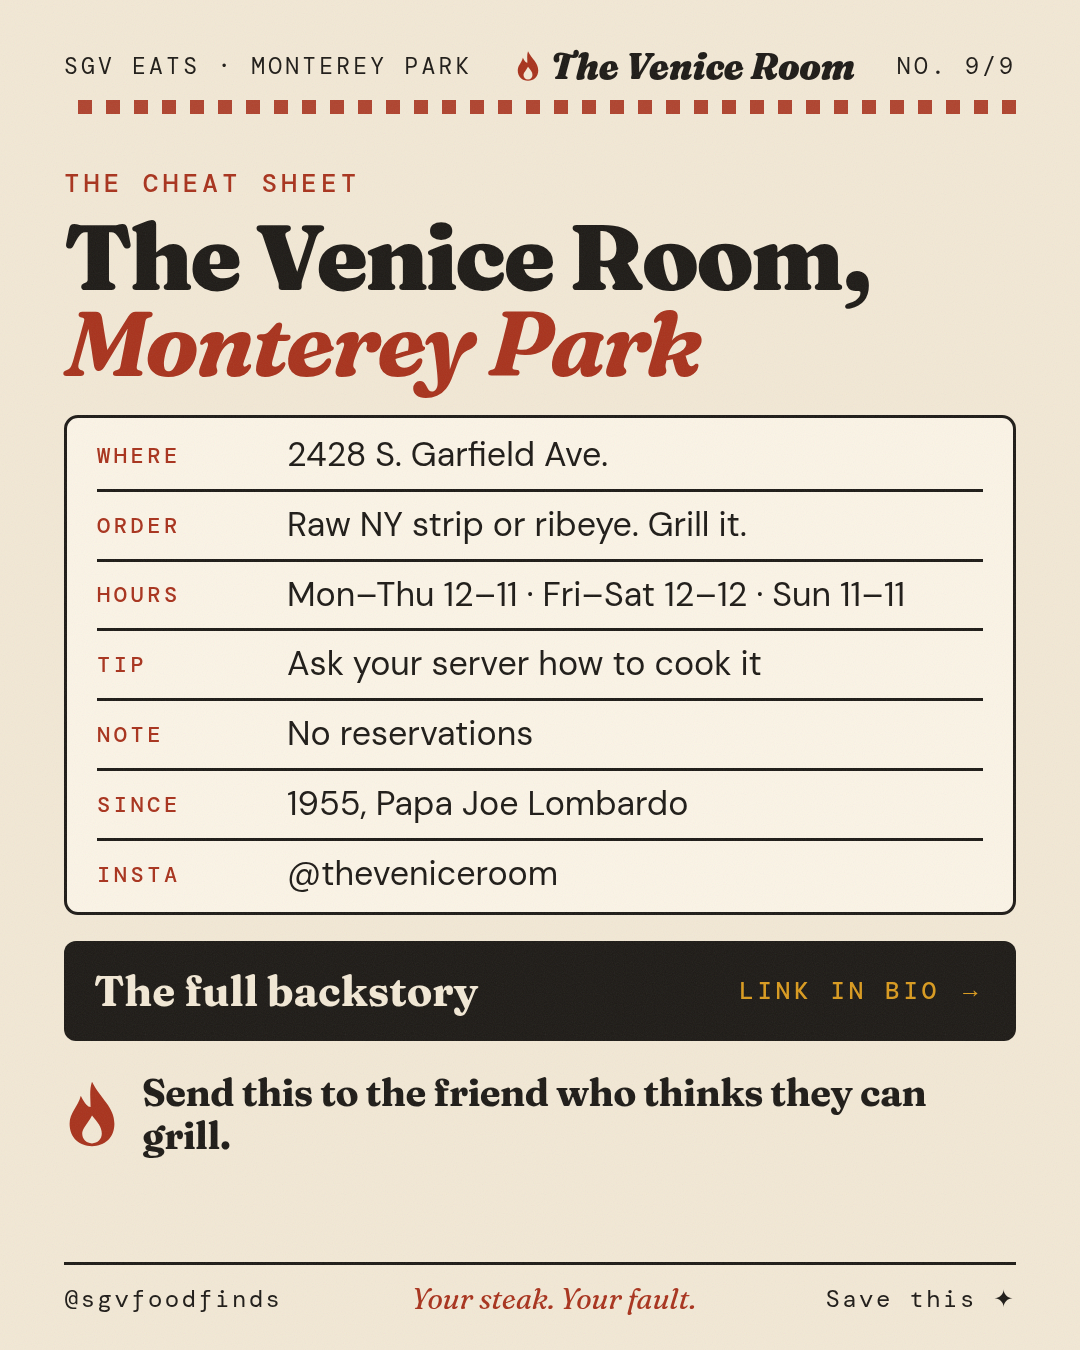 SGV EATS · MONTEREY PARK
The Venice Room
NO. 9/9
THE CHEAT SHEET
The Venice Room,
Monterey Park
WHERE 2428 S. Garfield Ave.
ORDER Raw NY strip or ribeye. Grill it.
HOURS Mon–Thu 12–11 · Fri–Sat 12–12 · Sun 11–11
TIP Ask your server how to cook it
NOTE No reservations
SINCE 1955, Papa Joe Lombardo
INSTA @theveniceroom
The full backstory LINK IN BIO →
Send this to the friend who thinks they can
grill.
@sgvfoodfinds
Your steak. Your fault.
Save this ✦